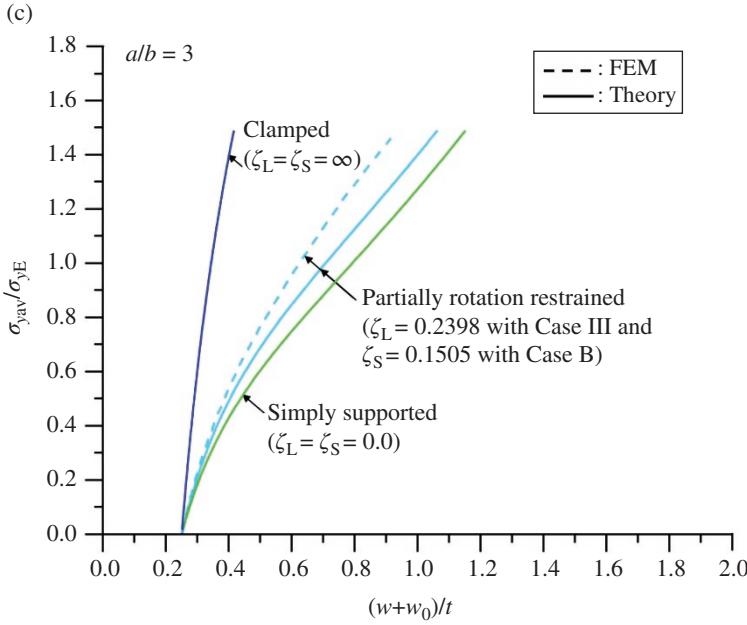 (c)
1.8
1.6
1.4
1.2
1.0
0.8
0.6
0.4
0.2
0.0
σyav/σyE
a/b = 3
: FEM
: Theory
Clamped
(ζL = ζS = ∞)
Partially rotation restrained
(ζL = 0.2398 with Case III and
ζS = 0.1505 with Case B)
Simply supported
(ζL = ζS = 0.0)
0.0 0.2 0.4 0.6 0.8 1.0 1.2 1.4 1.6 1.8 2.0
(w+w0)/t